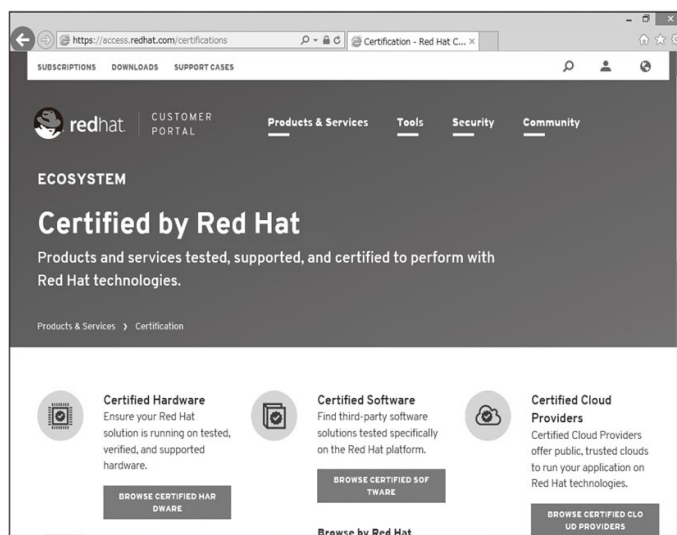 https://access.redhat.com/certifications
Certification - Red Hat C...
SUBSCRIPTIONS DOWNLOADS SUPPORT CASES
redhat.
CUSTOMER
PORTAL
Products & Services Tools Security Community
ECOSYSTEM
Certified by Red Hat
Products and services tested, supported, and certified to perform with
Red Hat technologies.
Products & Services › Certification
Certified Hardware
Ensure your Red Hat
solution is running on tested,
verified, and supported
hardware.
BROWSE CERTIFIED HAR
DWARE
Certified Software
Find third-party software
solutions tested specifically
on the Red Hat platform.
BROWSE CERTIFIED SOF
TWARE
Browse by Red Hat
Certified Cloud
Providers
Certified Cloud Providers
offer public, trusted clouds
to run your application on
Red Hat technologies.
BROWSE CERTIFIED CLO
UD PROVIDERS